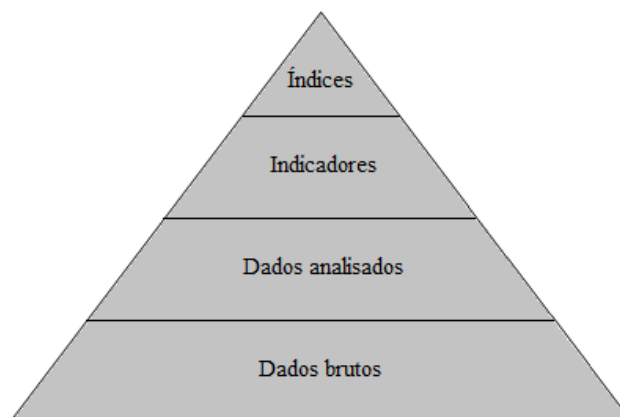 Índices
Indicadores
Dados analisados
Dados brutos